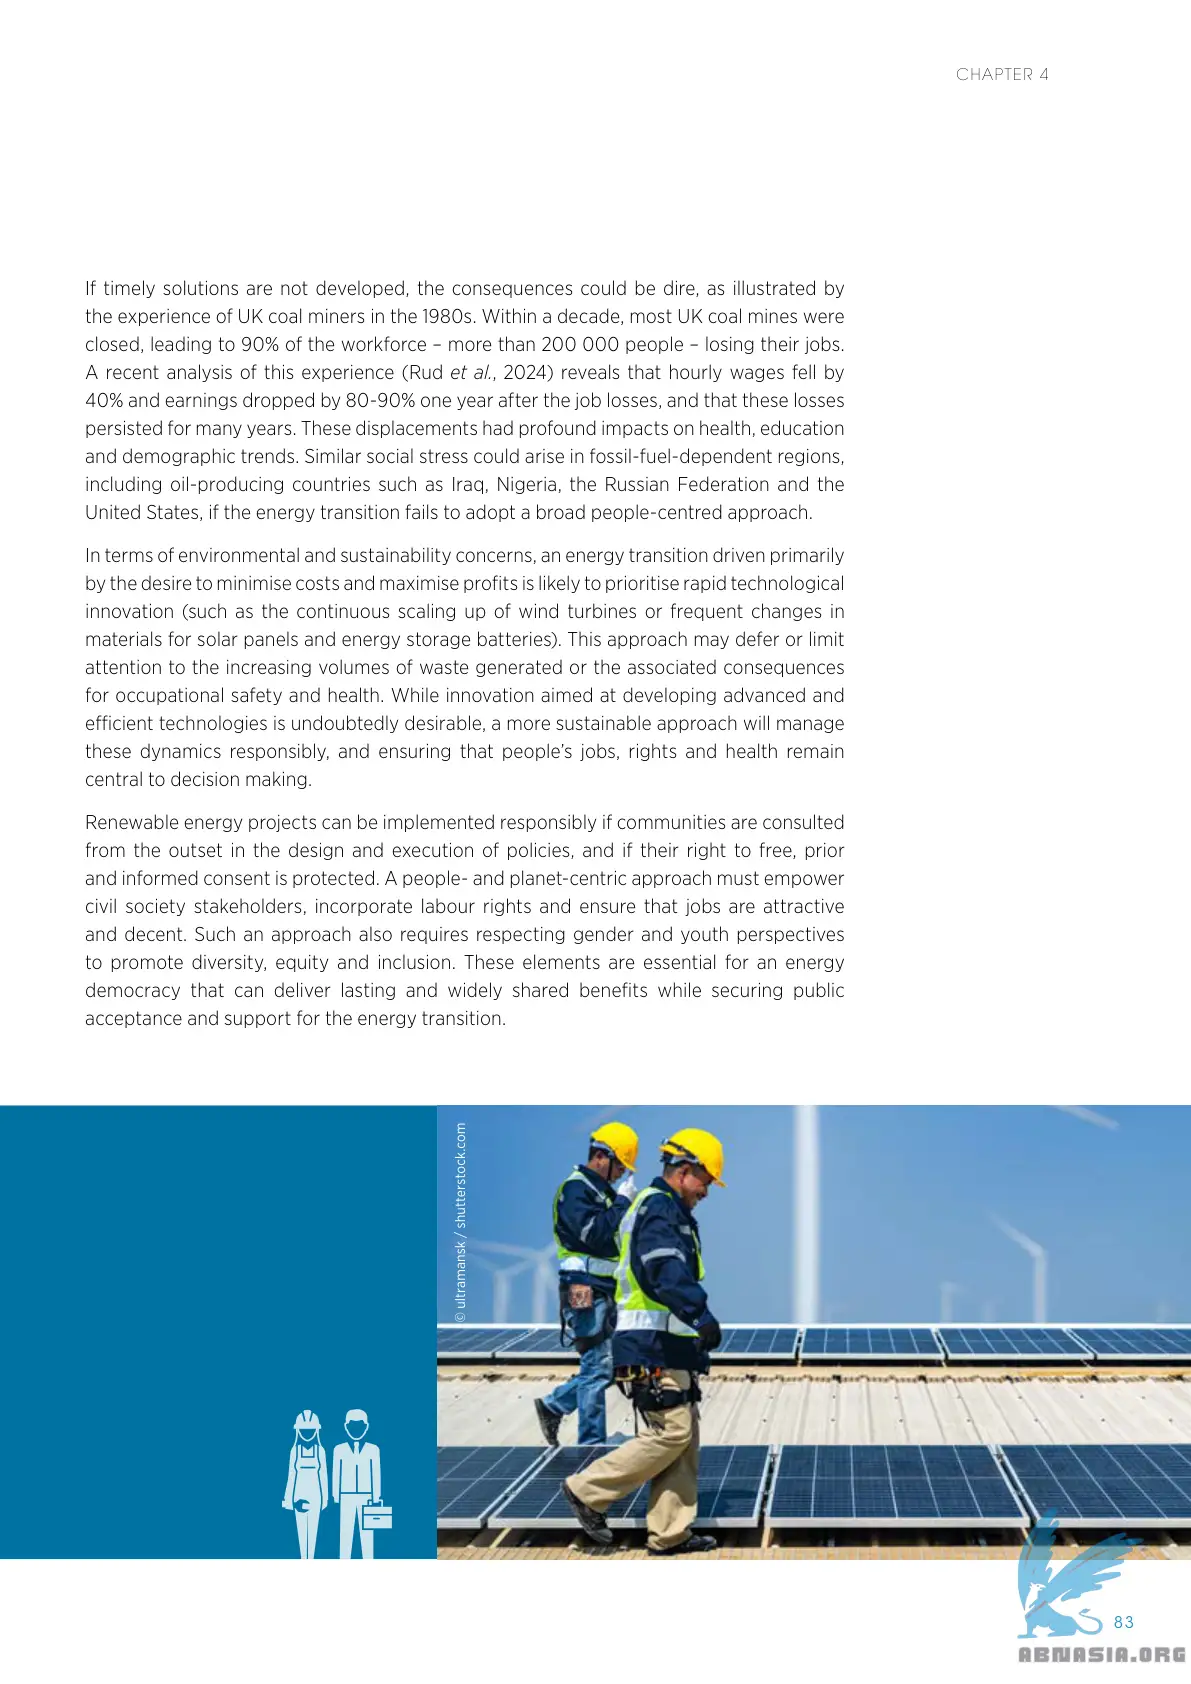 CHAPTER 4
If timely solutions are not developed, the consequences could be dire, as illustrated by
the experience of UK coal miners in the 1980s. Within a decade, most UK coal mines were
closed, leading to 90% of the workforce – more than 200 000 people – losing their jobs.
A recent analysis of this experience (Rud et al., 2024) reveals that hourly wages fell by
40% and earnings dropped by 80-90% one year after the job losses, and that these losses
persisted for many years. These displacements had profound impacts on health, education
and demographic trends. Similar social stress could arise in fossil-fuel-dependent regions,
including oil-producing countries such as Iraq, Nigeria, the Russian Federation and the
United States, if the energy transition fails to adopt a broad people-centred approach.
In terms of environmental and sustainability concerns, an energy transition driven primarily
by the desire to minimise costs and maximise profits is likely to prioritise rapid technological
innovation (such as the continuous scaling up of wind turbines or frequent changes in
materials for solar panels and energy storage batteries). This approach may defer or limit
attention to the increasing volumes of waste generated or the associated consequences
for occupational safety and health. While innovation aimed at developing advanced and
efficient technologies is undoubtedly desirable, a more sustainable approach will manage
these dynamics responsibly, and ensuring that people's jobs, rights and health remain
central to decision making.
Renewable energy projects can be implemented responsibly if communities are consulted
from the outset in the design and execution of policies, and if their right to free, prior
and informed consent is protected. A people- and planet-centric approach must empower
civil society stakeholders, incorporate labour rights and ensure that jobs are attractive
and decent. Such an approach also requires respecting gender and youth perspectives
to promote diversity, equity and inclusion. These elements are essential for an energy
democracy that can deliver lasting and widely shared benefits while securing public
acceptance and support for the energy transition.
© ultramansk / shutterstock.com
83
ABNASIA.ORG